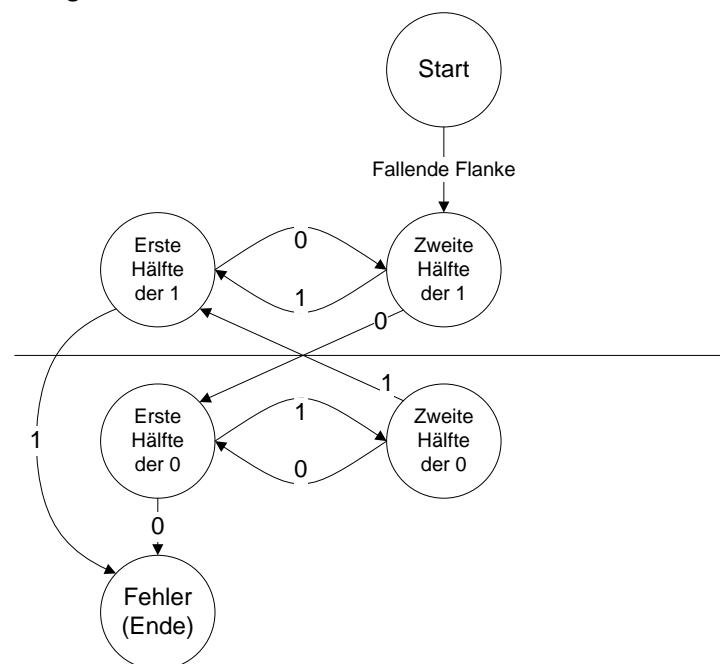 Start
Fallende Flanke
Erste
Hälfte
der 1
0
1
Zweite
Hälfte
der 1
0
1
Erste
Hälfte
der 0
1
0
Zweite
Hälfte
der 0
1
0
Fehler
(Ende)